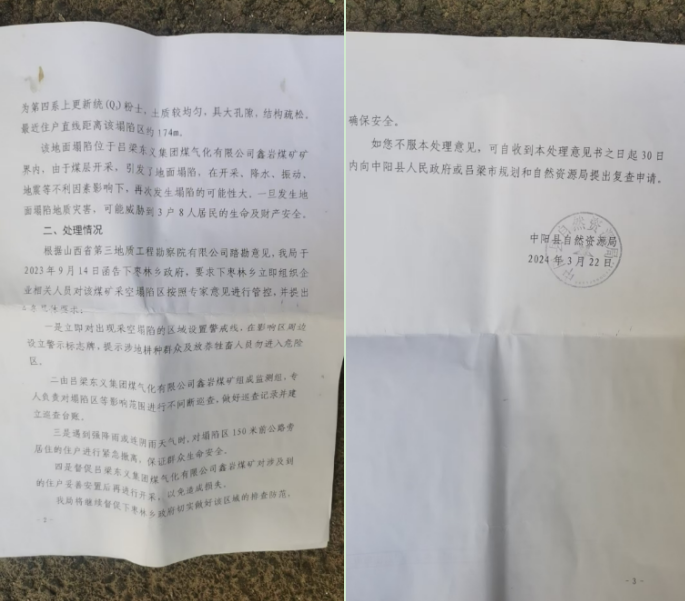 为第四系上更新统(Q₃)粉土，土质较均匀，具大孔隙，结构疏松。
最近住户直线距离该塌陷区约174m。
该地面塌陷位于吕梁东义集团煤气化有限公司鑫岩煤矿矿
界内，由于煤层开采，引发了地面塌陷，在开采、降水、振动、
地震等不利因素影响下，再次发生塌陷的可能性大。一旦发生地
面塌陷地质灾害，可能威胁到3户8人居民的生命及财产安全。
二、处理情况
根据山西省第三地质工程勘察院有限公司踏勘意见，我局于
2023年9月14日函告下枣林乡政府，要求下枣林乡立即组织企
业相关人员对该煤矿采空塌陷区按照专家意见进行管控，并提出
一是立即对出现采空塌陷的区域设置警戒线，在影响区周边
设立警示标志牌，提示涉地耕种群众及放养牲畜人员勿进入危险
区。
二由吕梁东义集团煤气化有限公司鑫岩煤矿组成监测组，专
人负责对塌陷区等影响范围进行不间断巡查，做好巡查记录并建
立巡查台账。
三是遇到强降雨或连阴雨天气时，对塌陷区150米前公路旁
居住的住户进行紧急撤离，保证群众生命安全。
四是督促吕梁东义集团煤气化有限公司鑫岩煤矿对涉及到
的住户妥善安置后再进行开采，以免造成损失。
我局将继续督促下枣林乡政府切实做好该区域的检查防范，
- 2 -
确保安全。
如您不服本处理意见，可自收到本处理意见书之日起30日
内向中阳县人民政府或吕梁市规划和自然资源局提出复查申请。
中阳县自然资源局
2024年3月22日
- 3 -